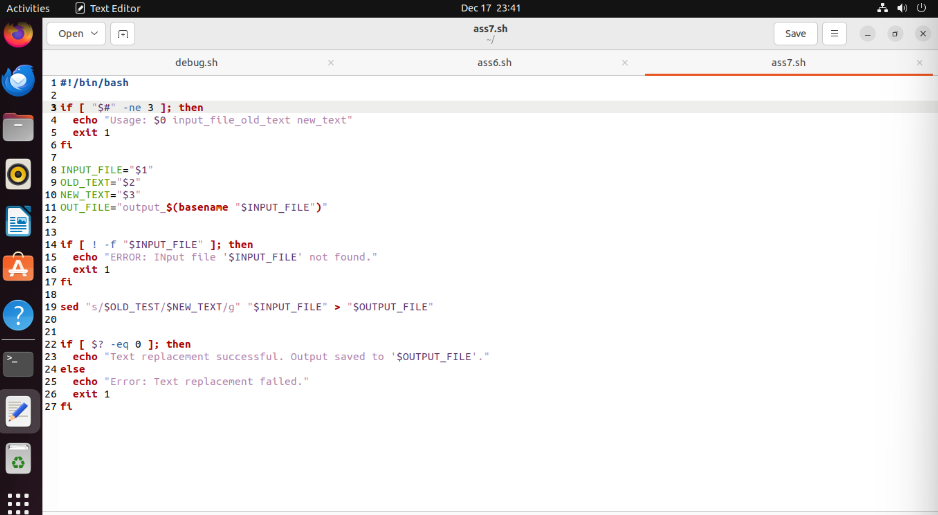 Activities Text Editor Dec 17 23:41
Open ass7.sh Save
~/
debug.sh ass6.sh ass7.sh
1 #!/bin/bash
2
3 if [ "$#" -ne 3 ]; then
4   echo "Usage: $0 input_file_old_text new_text"
5   exit 1
6 fi
7
8 INPUT_FILE="$1"
9 OLD_TEXT="$2"
10 NEW_TEXT="$3"
11 OUT_FILE="output_$(basename "$INPUT_FILE")"
12
13
14 if [ ! -f "$INPUT_FILE" ]; then
15   echo "ERROR: INput file '$INPUT_FILE' not found."
16   exit 1
17 fi
18
19 sed "s/$OLD_TEST/$NEW_TEXT/g" "$INPUT_FILE" > "$OUTPUT_FILE"
20
21
22 if [ $? -eq 0 ]; then
23   echo "Text replacement successful. Output saved to '$OUTPUT_FILE'."
24 else
25   echo "Error: Text replacement failed."
26   exit 1
27 fi